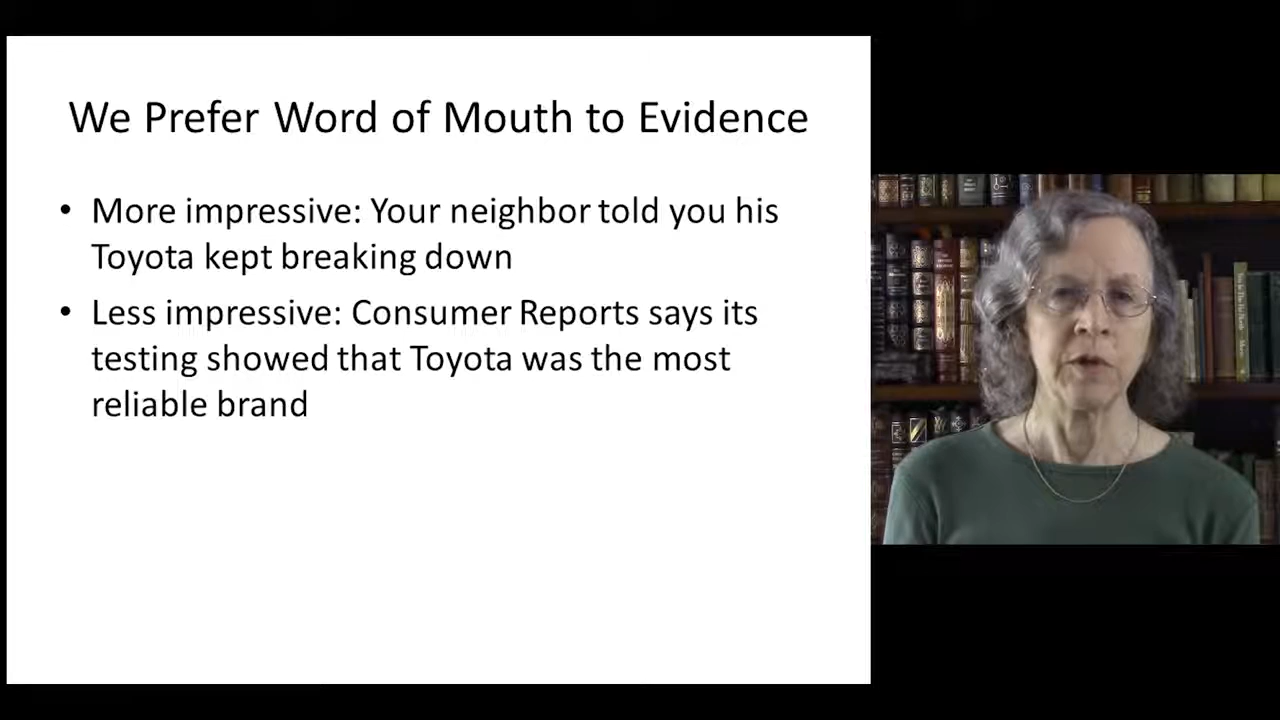 We Prefer Word of Mouth to Evidence
• More impressive: Your neighbor told you his
Toyota kept breaking down
• Less impressive: Consumer Reports says its
testing showed that Toyota was the most
reliable brand